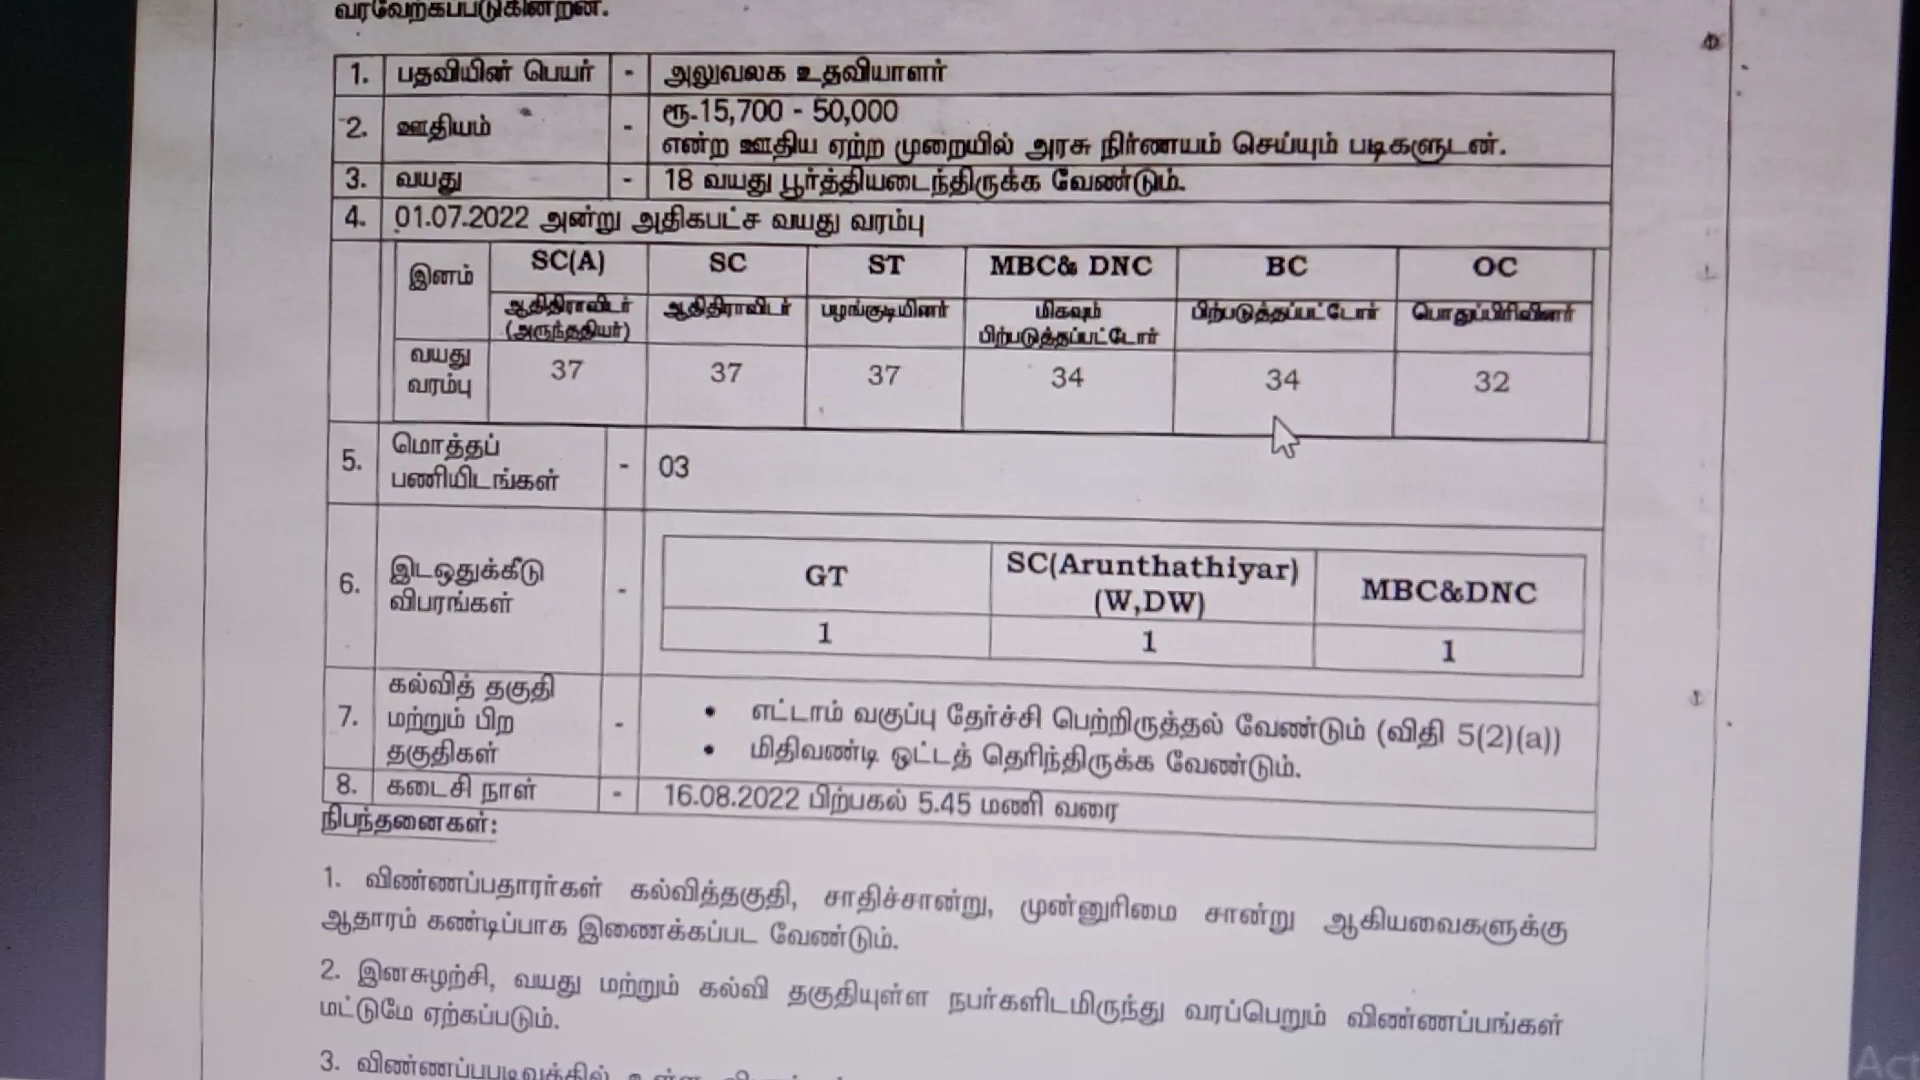 வரவேற்கப்படுகின்றன.
1. பதவியின் பெயர் - அலுவலக உதவியாளர்
2. ஊதியம் - ரூ.15,700 - 50,000
என்ற ஊதிய ஏற்ற முறையில் அரசு நிர்ணயம் செய்யும் படிகளுடன்.
3. வயது - 18 வயது பூர்த்தியடைந்திருக்க வேண்டும்.
4. 01.07.2022 அன்று அதிகபட்ச வயது வரம்பு
இனம் SC(A) SC ST MBC& DNC BC OC
ஆதிதிராவிடர் (அருந்ததியர்) ஆதிதிராவிடர் பழங்குடியினர் மிகவும் பிற்படுத்தப்பட்டோர் பிற்படுத்தப்பட்டோர் பொதுப்பிரிவினர்
வயது வரம்பு 37 37 37 34 34 32
5. மொத்தப் பணியிடங்கள் - 03
6. இடஒதுக்கீடு விபரங்கள் -
GT SC(Arunthathiyar) (W,DW) MBC&DNC
1 1 1
7. கல்வித் தகுதி மற்றும் பிற தகுதிகள் -
• எட்டாம் வகுப்பு தேர்ச்சி பெற்றிருத்தல் வேண்டும் (விதி 5(2)(a))
• மிதிவண்டி ஓட்டத் தெரிந்திருக்க வேண்டும்.
8. கடைசி நாள் - 16.08.2022 பிற்பகல் 5.45 மணி வரை
நிபந்தனைகள்:
1. விண்ணப்பதாரர்கள் கல்வித்தகுதி, சாதிச்சான்று, முன்னுரிமை சான்று ஆகியவைகளுக்கு
ஆதாரம் கண்டிப்பாக இணைக்கப்பட வேண்டும்.
2. இனசுழற்சி, வயது மற்றும் கல்வி தகுதியுள்ள நபர்களிடமிருந்து வரப்பெறும் விண்ணப்பங்கள்
மட்டுமே ஏற்கப்படும்.
3. விண்ணப்படிவத்தில் உள்ள
Act